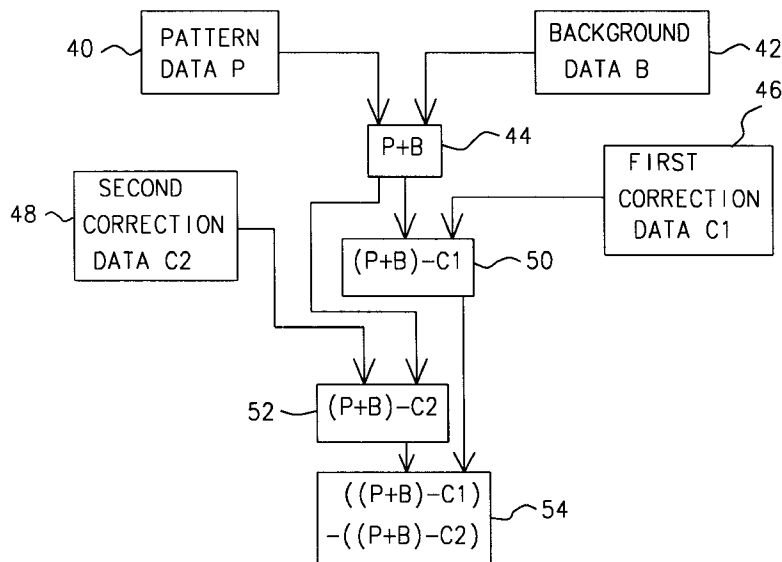 40
PATTERN
DATA P
BACKGROUND
DATA B
42
46
P+B
44
FIRST
CORRECTION
DATA C1
48
SECOND
CORRECTION
DATA C2
(P+B)-C1
50
52
(P+B)-C2
((P+B)-C1)
-((P+B)-C2)
54